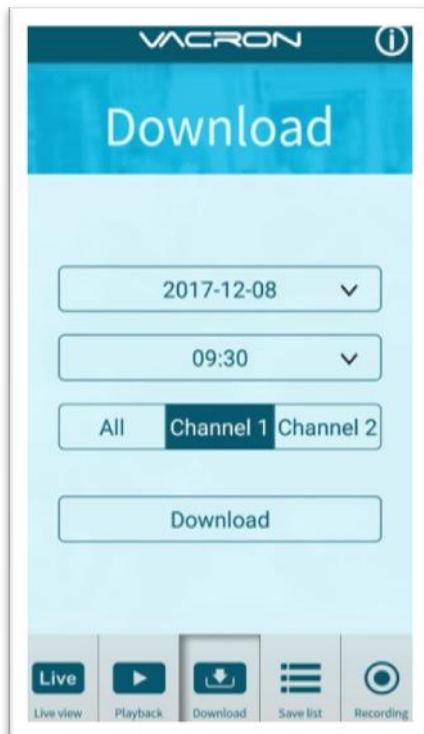 VACRON
Download
2017-12-08
09:30
All Channel 1 Channel 2
Download
Live
Live view Playback Download Save list Recording